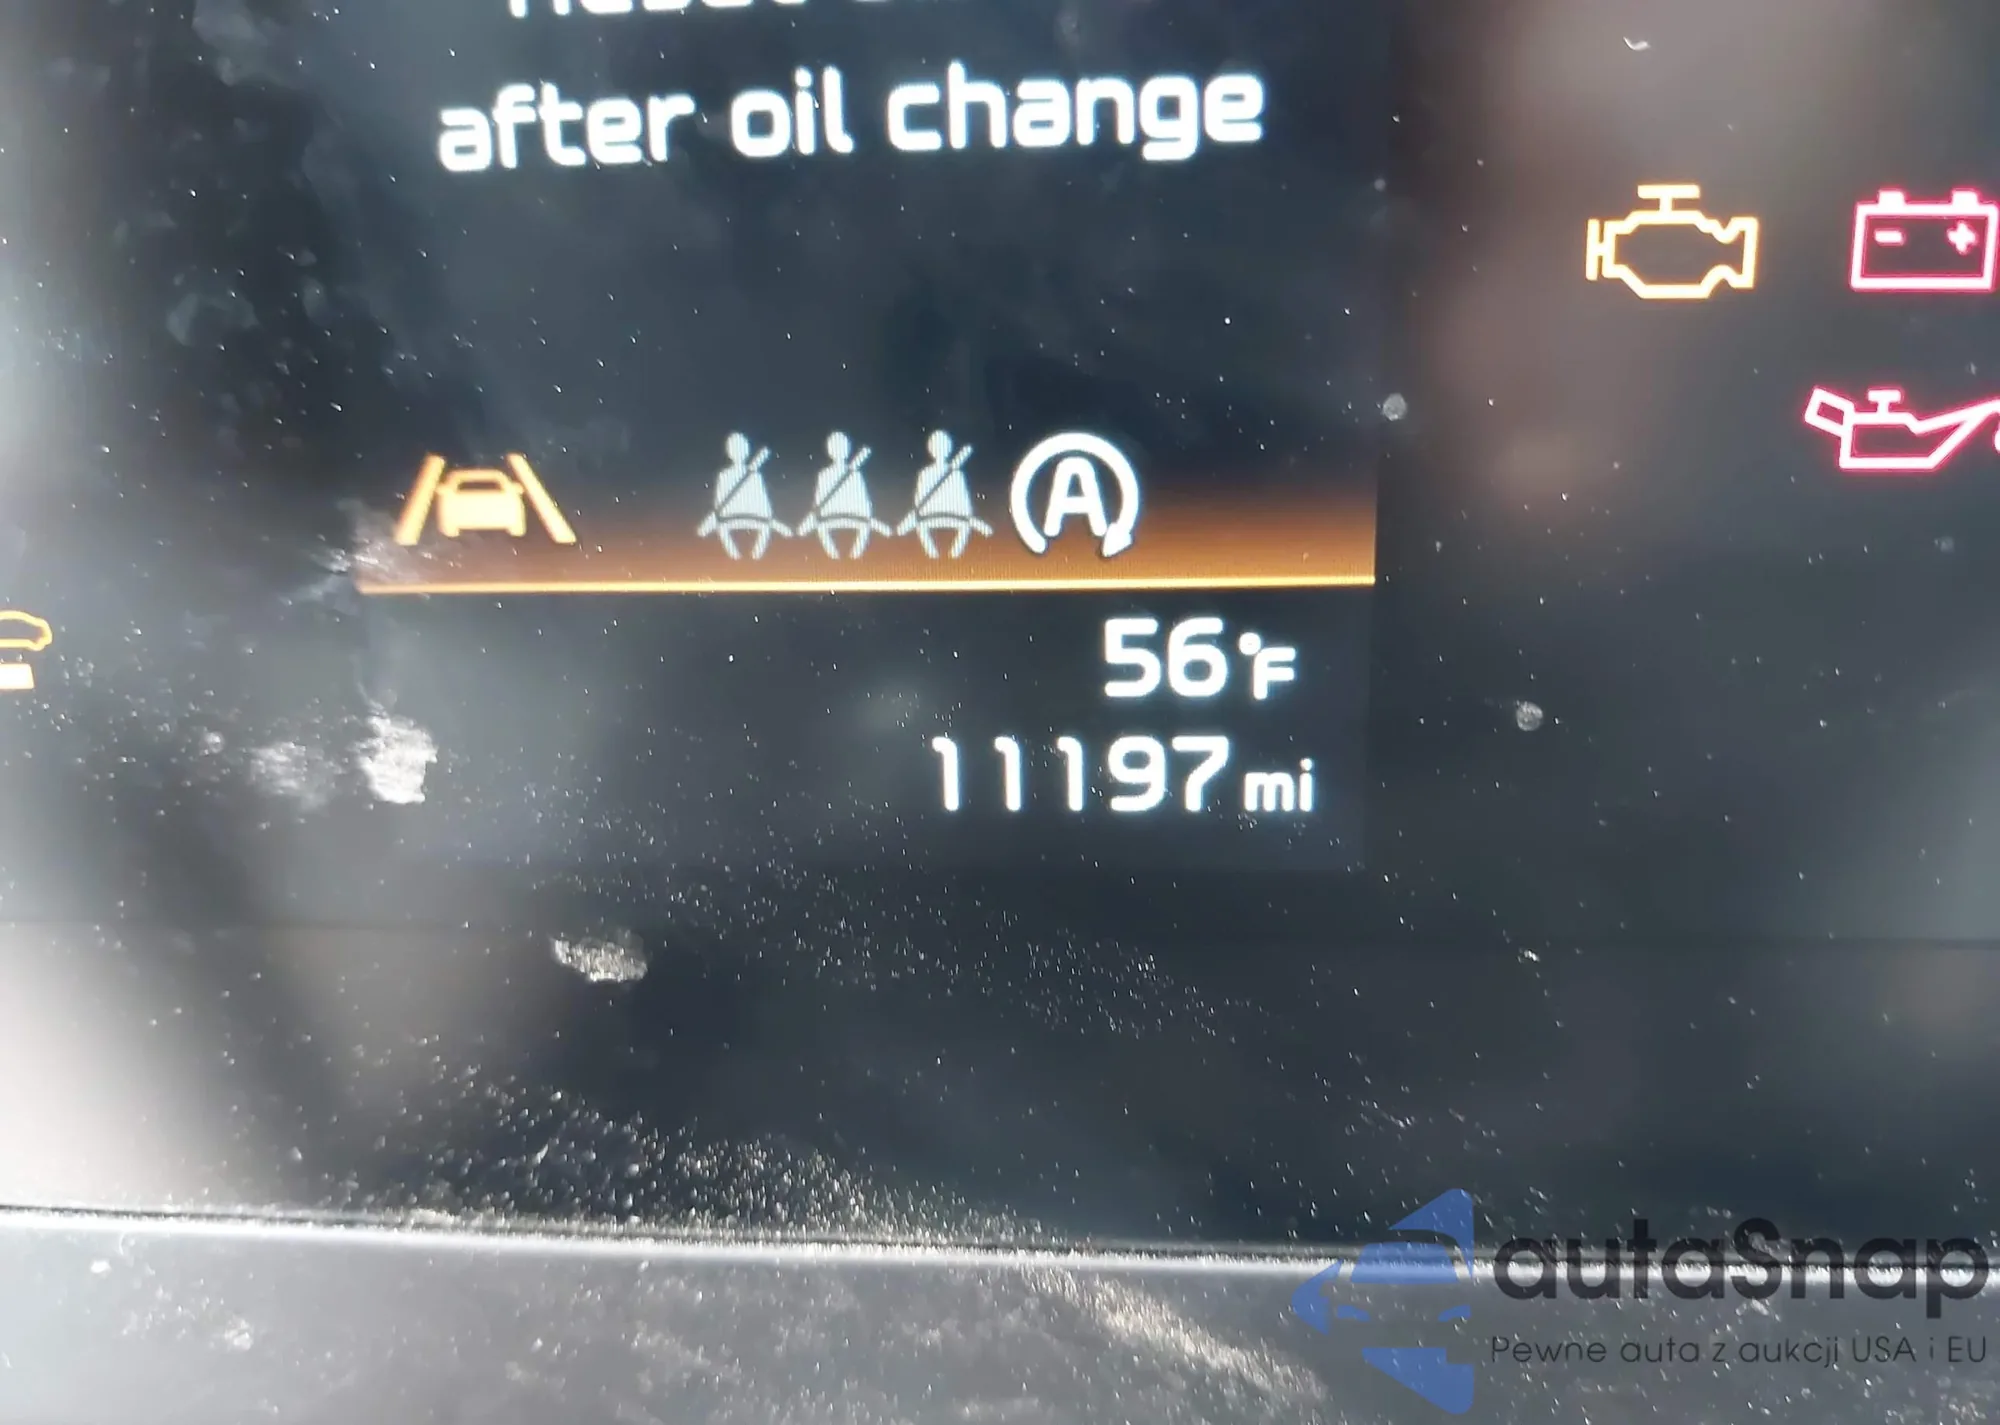 after oil change
A
56°F
11197 mi
autaSnap
Pewne auta z aukcji USA i EU